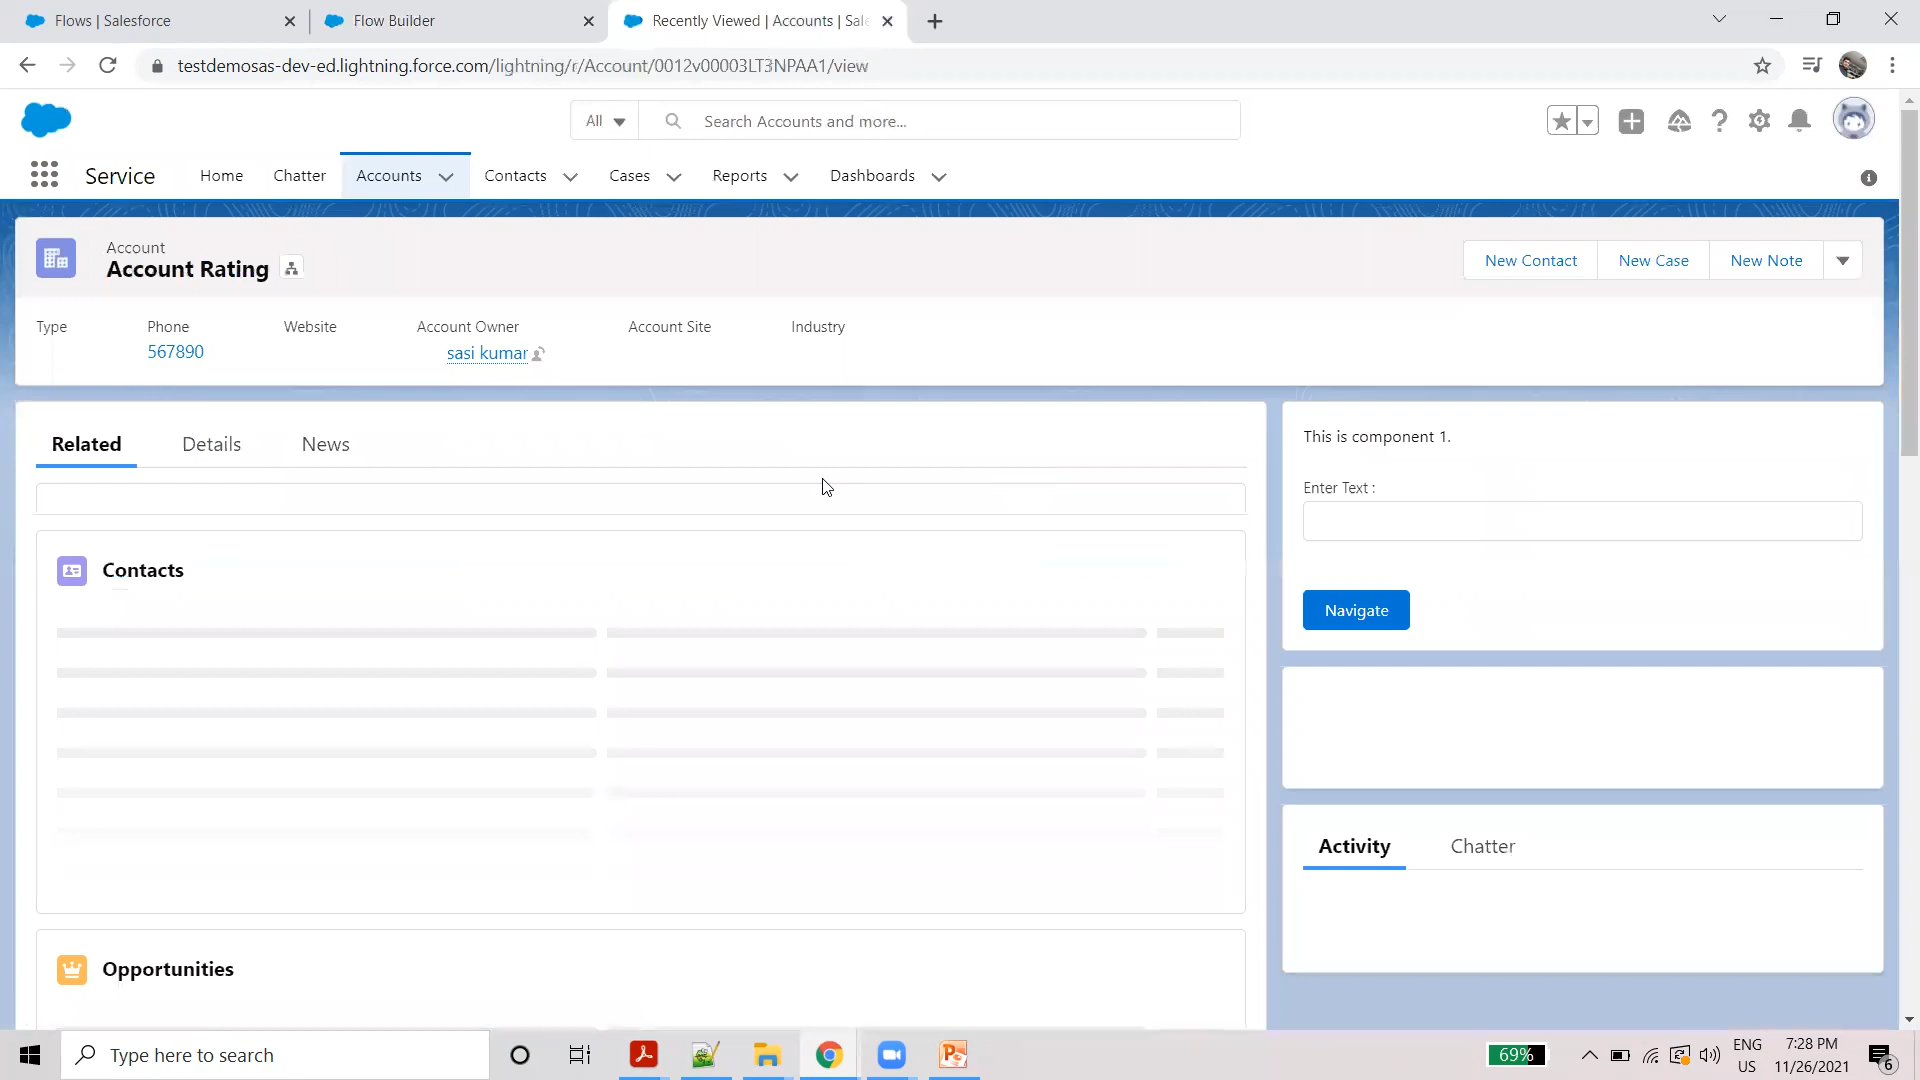 Flows | Salesforce
Flow Builder
Recently Viewed | Accounts | Sale
testdemosas-dev-ed.lightning.force.com/lightning/r/Account/0012v00003LT3NPAA1/view
All
Search Accounts and more...
Service
Home
Chatter
Accounts
Contacts
Cases
Reports
Dashboards
Account
Account Rating
New Contact
New Case
New Note
Type
Phone
Website
Account Owner
Account Site
Industry
567890
sasi kumar
Related
Details
News
This is component 1.
Enter Text :
Contacts
Navigate
Activity
Chatter
Opportunities
Type here to search
69%
ENG
US
7:28 PM
11/26/2021
6